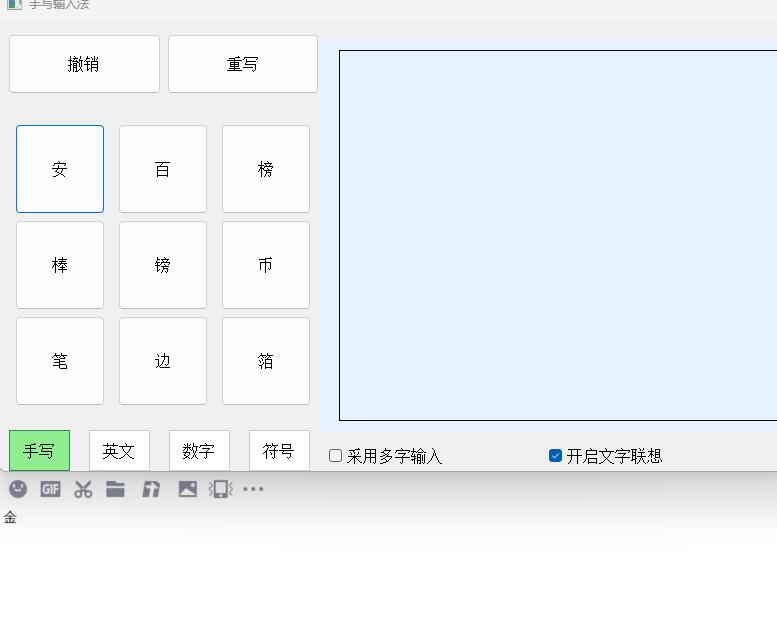 手写输入法
撤销 重写
安 百 榜
棒 镑 币
笔 边 箔
手写 英文 数字 符号 采用多字输入 开启文字联想
GIF
金